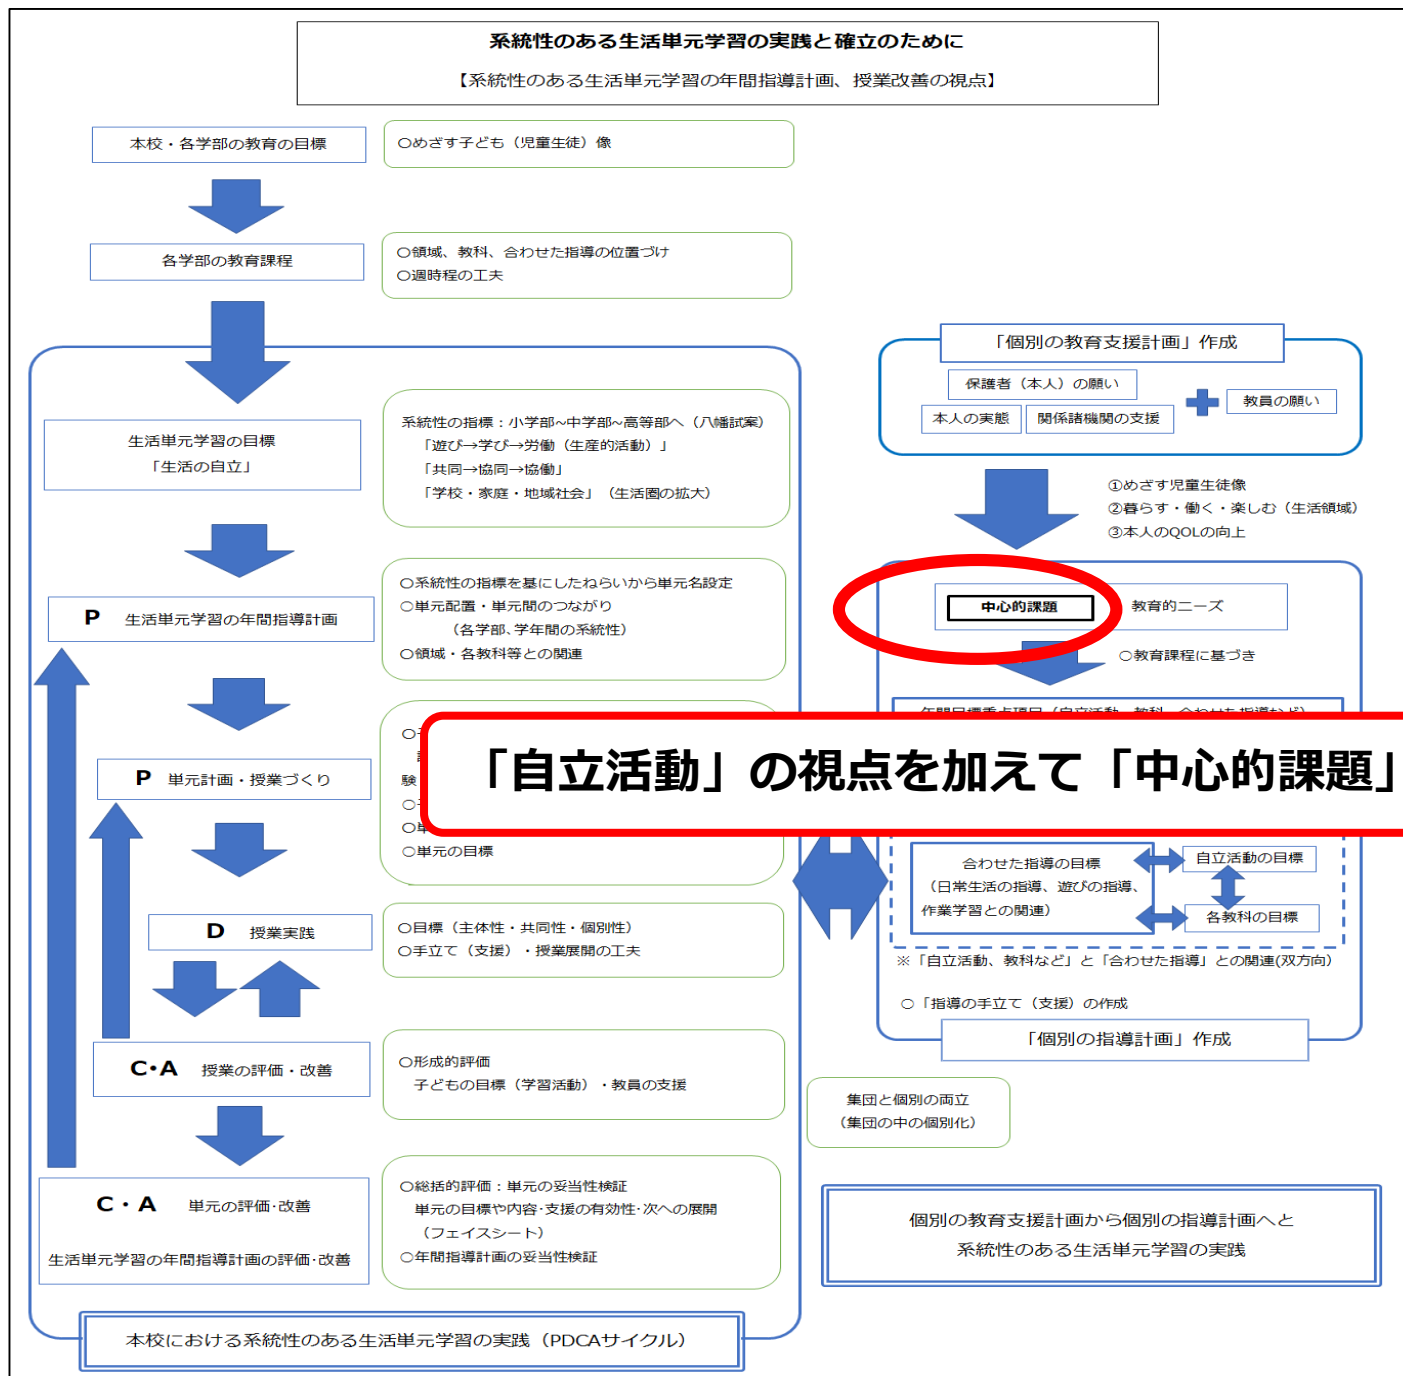 系統性のある生活単元学習の実践と確立のために
【系統性のある生活単元学習の年間指導計画、授業改善の視点】
本校・各学部の教育の目標
○めざす子ども（児童生徒）像
各学部の教育課程
○領域、教科、合わせた指導の位置づけ
○週時程の工夫
生活単元学習の目標
「生活の自立」
系統性の指標：小学部~中学部~高等部へ（八幡試案）
「遊び→学び→労働（生産的活動）」
「共同→協同→協働」
「学校・家庭・地域社会」（生活圏の拡大）
P 生活単元学習の年間指導計画
○系統性の指標を基にしたねらいから単元名設定
○単元配置・単元間のつながり
（各学部、学年間の系統性）
○領域・各教科等との関連
P 単元計画・授業づくり
験
○単元の目標
D 授業実践
○目標（主体性・共同性・個別性）
○手立て（支援）・授業展開の工夫
C・A 授業の評価・改善
○形成的評価
子どもの目標（学習活動）・教員の支援
C・A 単元の評価・改善
生活単元学習の年間指導計画の評価・改善
○総括的評価：単元の妥当性検証
単元の目標や内容・支援の有効性・次への展開
（フェイスシート）
○年間指導計画の妥当性検証
本校における系統性のある生活単元学習の実践（PDCAサイクル）
「個別の教育支援計画」作成
保護者（本人）の願い
本人の実態
関係諸機関の支援
教員の願い
①めざす児童生徒像
②暮らす・働く・楽しむ（生活領域）
③本人のQOLの向上
中心的課題
教育的ニーズ
○教育課程に基づき
年間目標重点項目（自立活動、教科、合わせた指導など）
「自立活動」の視点を加えて「中心的課題」
合わせた指導の目標
（日常生活の指導、遊びの指導、
作業学習との関連）
自立活動の目標
各教科の目標
※「自立活動、教科など」と「合わせた指導」との関連(双方向)
○「指導の手立て（支援）の作成
「個別の指導計画」作成
集団と個別の両立
（集団の中の個別化）
個別の教育支援計画から個別の指導計画へと
系統性のある生活単元学習の実践